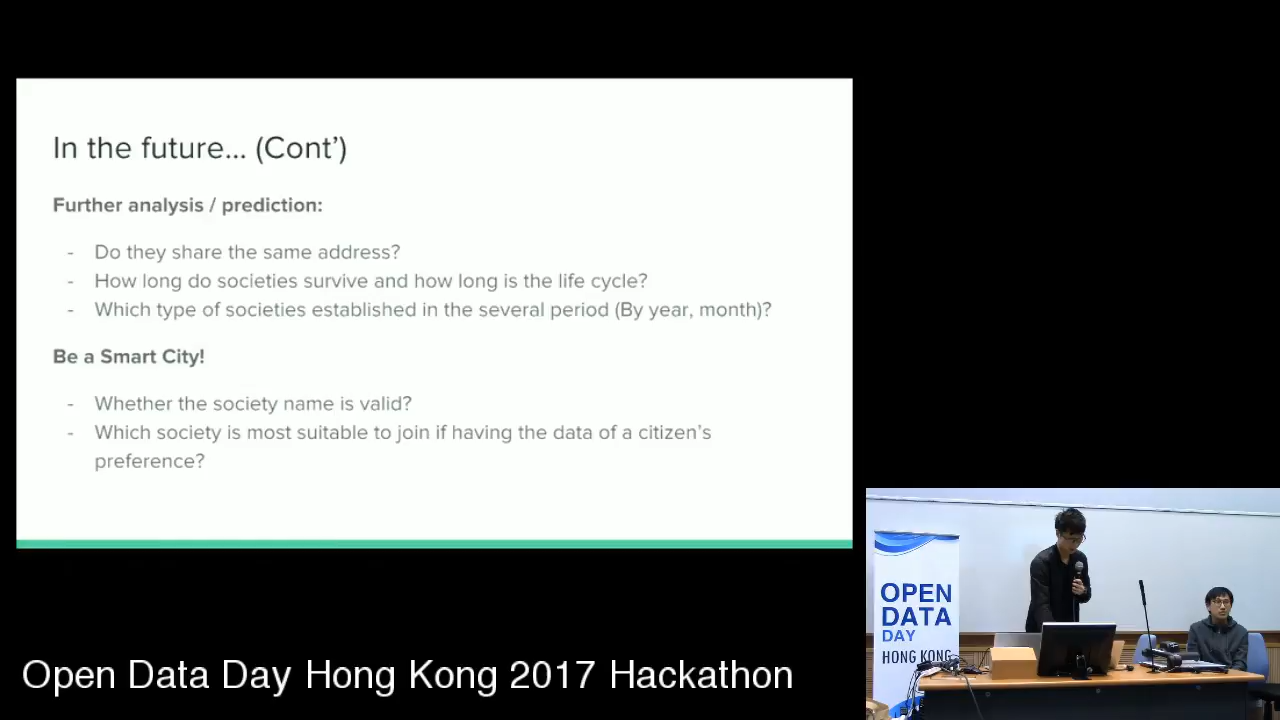 In the future... (Cont')
Further analysis / prediction:
- Do they share the same address?
- How long do societies survive and how long is the life cycle?
- Which type of societies established in the several period (By year, month)?
Be a Smart City!
- Whether the society name is valid?
- Which society is most suitable to join if having the data of a citizen's
preference?
OPEN
DATA
DAY
HONG KONG
Open Data Day Hong Kong 2017 Hackathon